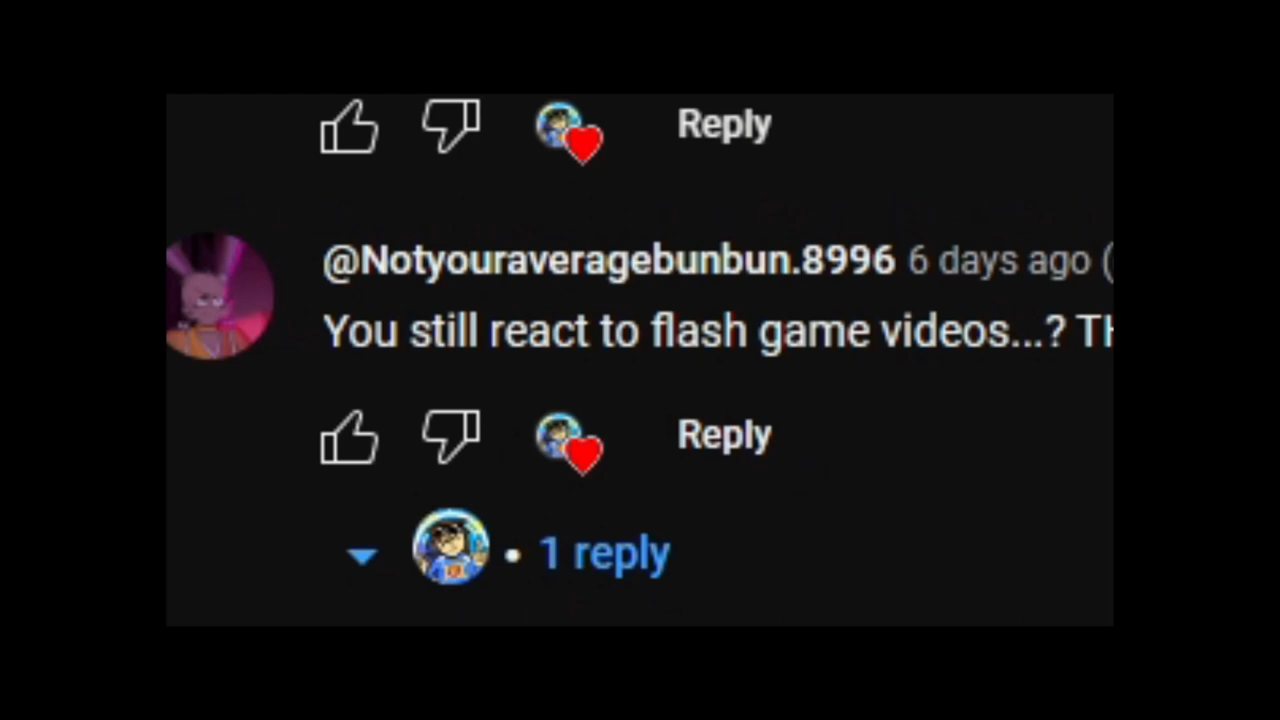 Reply
@Notyouraveragebunbun.8996 6 days ago (
You still react to flash game videos...?
Reply
• 1 reply